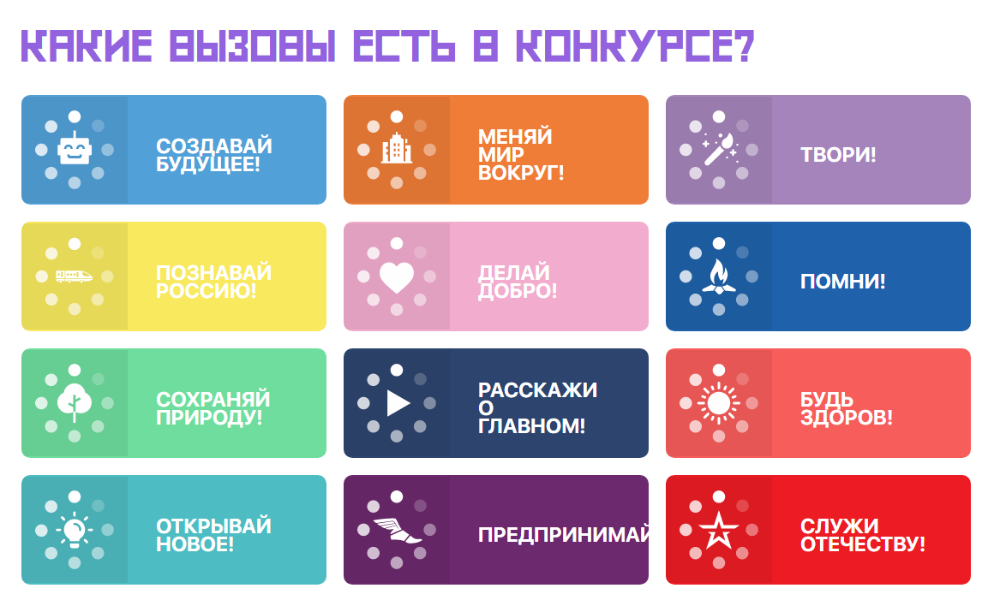 КАКИЕ ВЫЗОВЫ ЕСТЬ В КОНКУРСЕ?
СОЗДАВАЙ
БУДУЩЕЕ!
МЕНЯЙ
МИР
ВОКРУГ!
ТВОРИ!
ПОЗНАВАЙ
РОССИЮ!
ДЕЛАЙ
ДОБРО!
ПОМНИ!
СОХРАНЯЙ
ПРИРОДУ!
РАССКАЖИ
О
ГЛАВНОМ!
БУДЬ
ЗДОРОВ!
ОТКРЫВАЙ
НОВОЕ!
ПРЕДПРИНИМАЙ
СЛУЖИ
ОТЕЧЕСТВУ!